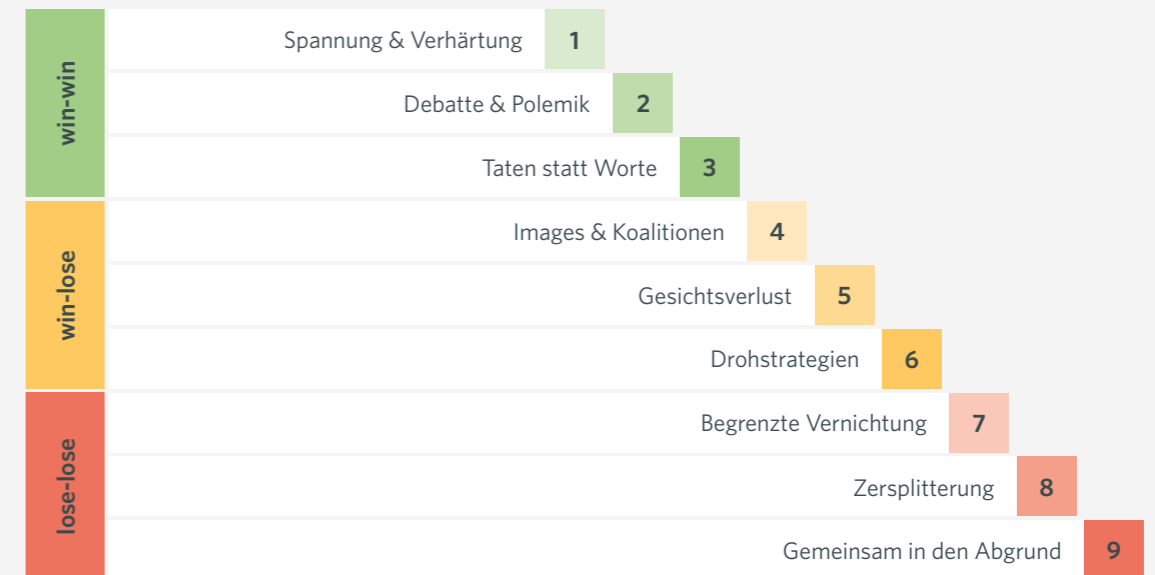 win-win
Spannung & Verhärtung 1
Debatte & Polemik 2
Taten statt Worte 3
win-lose
Images & Koalitionen 4
Gesichtsverlust 5
Drohstrategien 6
lose-lose
Begrenzte Vernichtung 7
Zersplitterung 8
Gemeinsam in den Abgrund 9